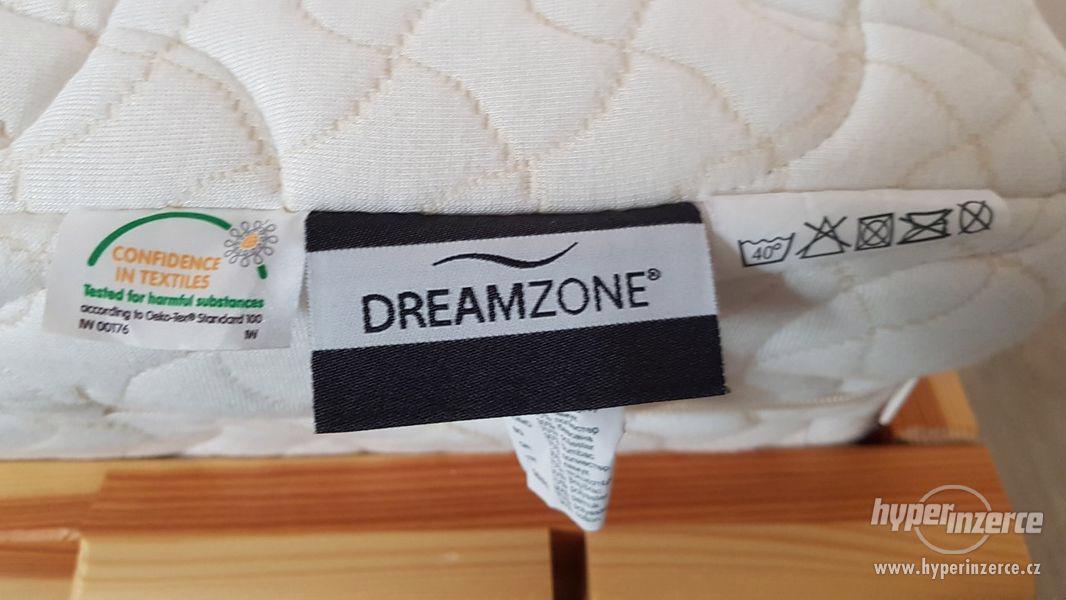 CONFIDENCE
IN TEXTILES
Tested for harmful substances
according to Oeko-Tex® Standard 100
IW 00176 IW
DREAMZONE®
40°
hyperinzerce
www.hyperinzerce.cz